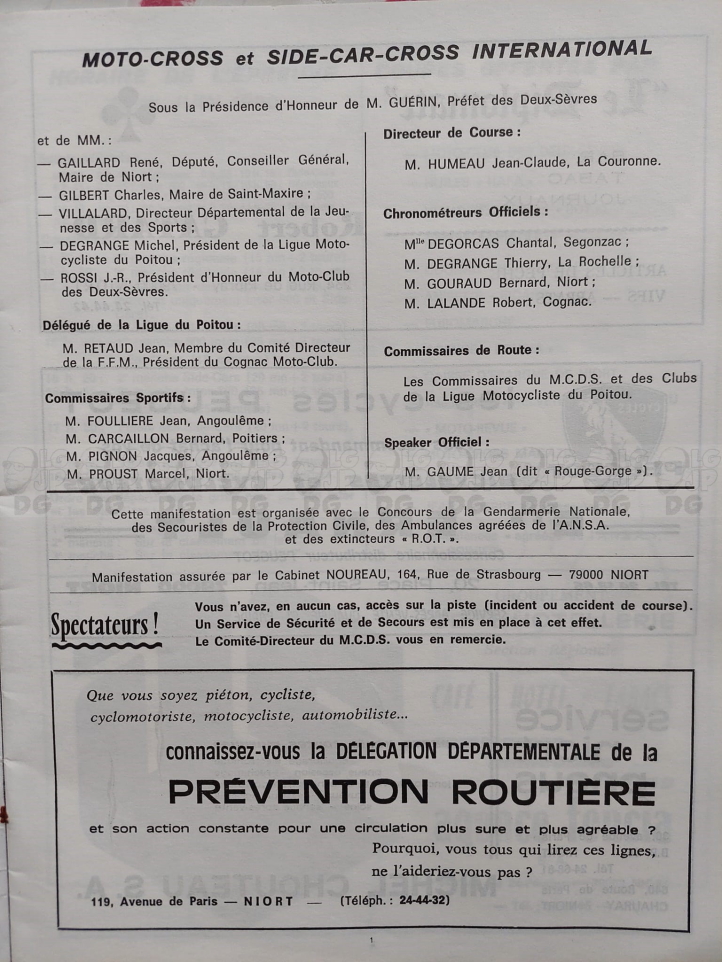 MOTO-CROSS et SIDE-CAR-CROSS INTERNATIONAL
Sous la Présidence d'Honneur de M. GUÉRIN, Préfet des Deux-Sèvres
et de MM. :
— GAILLARD René, Député, Conseiller Général,
Maire de Niort ;
— GILBERT Charles, Maire de Saint-Maxire ;
— VILLALARD, Directeur Départemental de la Jeu-
nesse et des Sports ;
— DEGRANGE Michel, Président de la Ligue Moto-
cycliste du Poitou ;
— ROSSI J.-R., Président d'Honneur du Moto-Club
des Deux-Sèvres.
Délégué de la Ligue du Poitou :
M. RETAUD Jean, Membre du Comité Directeur
de la F.F.M., Président du Cognac Moto-Club.
Commissaires Sportifs :
M. FOULLIERE Jean, Angoulême ;
M. CARCAILLON Bernard, Poitiers ;
M. PIGNON Jacques, Angoulême ;
M. PROUST Marcel, Niort.
Directeur de Course :
M. HUMEAU Jean-Claude, La Couronne.
Chronométreurs Officiels :
Mlle DEGORCAS Chantal, Segonzac ;
M. DEGRANGE Thierry, La Rochelle ;
M. GOURAUD Bernard, Niort ;
M. LALANDE Robert, Cognac.
Commissaires de Route :
Les Commissaires du M.C.D.S. et des Clubs
de la Ligue Motocycliste du Poitou.
Speaker Officiel :
M. GAUME Jean (dit « Rouge-Gorge »).
Cette manifestation est organisée avec le Concours de la Gendarmerie Nationale,
des Secouristes de la Protection Civile, des Ambulances agréées de l'A.N.S.A.
et des extincteurs « R.O.T. ».
Manifestation assurée par le Cabinet NOUREAU, 164, Rue de Strasbourg — 79000 NIORT
Spectateurs !
Vous n'avez, en aucun cas, accès sur la piste (incident ou accident de course).
Un Service de Sécurité et de Secours est mis en place à cet effet.
Le Comité-Directeur du M.C.D.S. vous en remercie.
Que vous soyez piéton, cycliste,
cyclomotoriste, motocycliste, automobiliste...
connaissez-vous la DÉLÉGATION DÉPARTEMENTALE de la
PRÉVENTION ROUTIÈRE
et son action constante pour une circulation plus sure et plus agréable ?
Pourquoi, vous tous qui lirez ces lignes,
ne l'aideriez-vous pas ?
119, Avenue de Paris — NIORT — (Téléph. : 24-44-32)
1